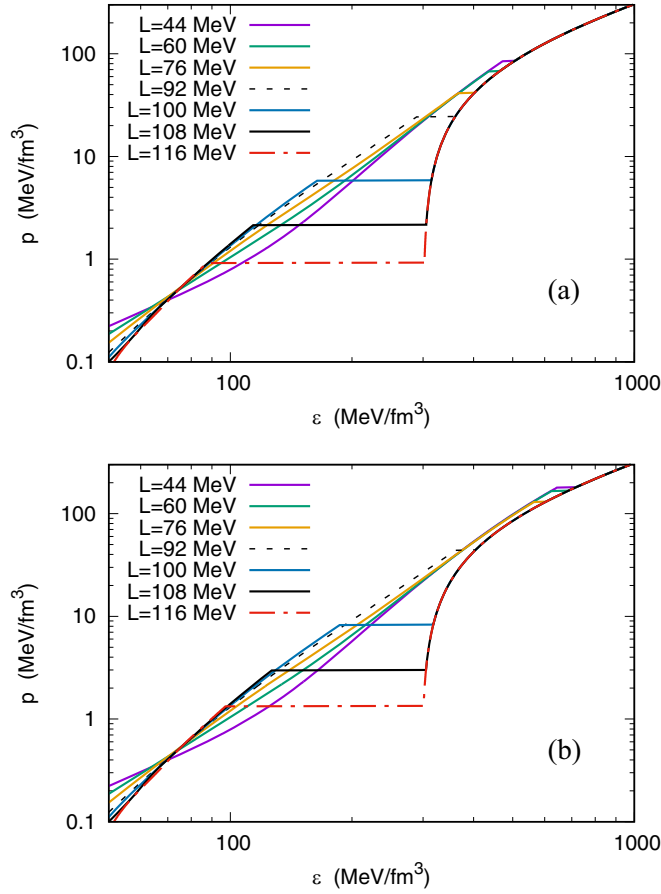 L=44 MeV
L=60 MeV
L=76 MeV
L=92 MeV
L=100 MeV
L=108 MeV
L=116 MeV
100
10
1
0.1
p (MeV/fm³)
(a)
100
1000
ε (MeV/fm³)
L=44 MeV
L=60 MeV
L=76 MeV
L=92 MeV
L=100 MeV
L=108 MeV
L=116 MeV
100
10
1
0.1
p (MeV/fm³)
(b)
100
1000
ε (MeV/fm³)